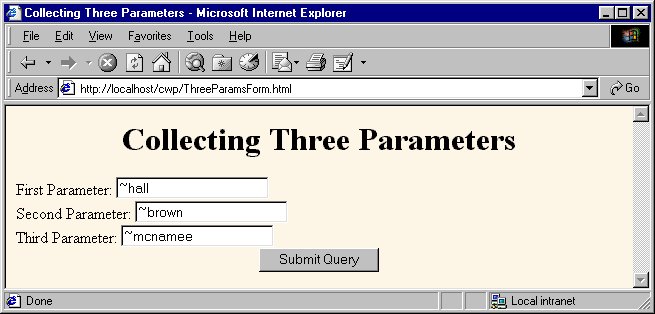 Collecting Three Parameters - Microsoft Internet Explorer
File Edit View Favorites Tools Help
Address http://localhost/cwp/ThreeParamsForm.html Go
Collecting Three Parameters
First Parameter: ~hall
Second Parameter: ~brown
Third Parameter: ~mcnamee
Submit Query
Done Local intranet